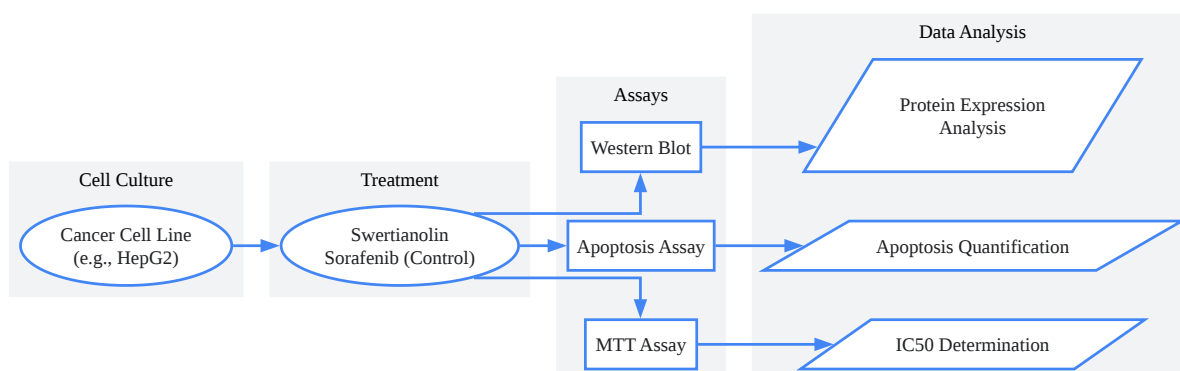 Cell Culture
Cancer Cell Line
(e.g., HepG2)
Treatment
Swertianolin
Sorafenib (Control)
Assays
Western Blot
Apoptosis Assay
MTT Assay
Data Analysis
Protein Expression
Analysis
Apoptosis Quantification
IC50 Determination